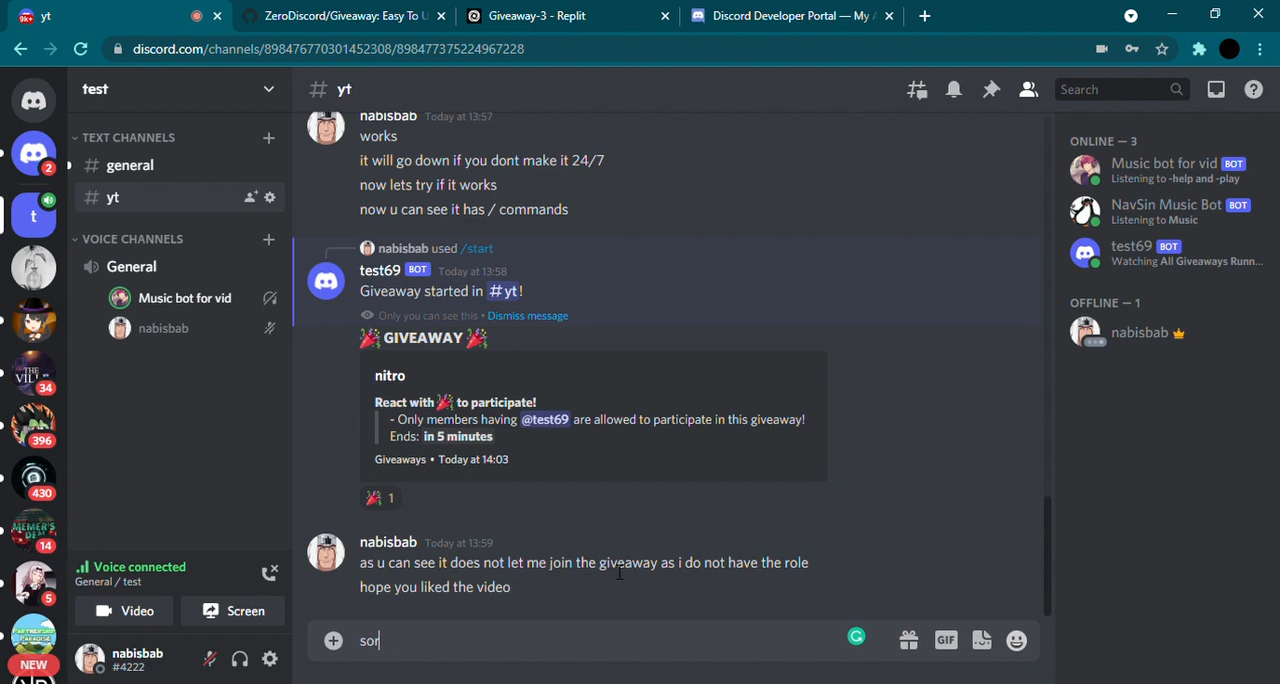 9k+ yt
ZeroDiscord/Giveaway: Easy To U
Giveaway-3 - Replit
Discord Developer Portal — My A
discord.com/channels/898476770301452308/898477375224967228
test
# yt
Search
2
TEXT CHANNELS
# general
# yt
t
VOICE CHANNELS
General
Music bot for vid
nabisbab
34
396
430
14
5
NEW
Voice connected
General / test
Video
Screen
nabisbab
#4222
nabisbab Today at 13:57
works
it will go down if you dont make it 24/7
now lets try if it works
now u can see it has / commands
nabisbab used /start
test69 BOT Today at 13:58
Giveaway started in #yt!
Only you can see this • Dismiss message
GIVEAWAY
nitro
React with 🎉 to participate!
- Only members having @test69 are allowed to participate in this giveaway!
Ends: in 5 minutes
Giveaways • Today at 14:03
🎉 1
nabisbab Today at 13:59
as u can see it does not let me join the giveaway as i do not have the role
hope you liked the video
sor
GIF
ONLINE — 3
Music bot for vid BOT
Listening to -help and -play
NavSin Music Bot BOT
Listening to Music
test69 BOT
Watching All Giveaways Runn...
OFFLINE — 1
nabisbab